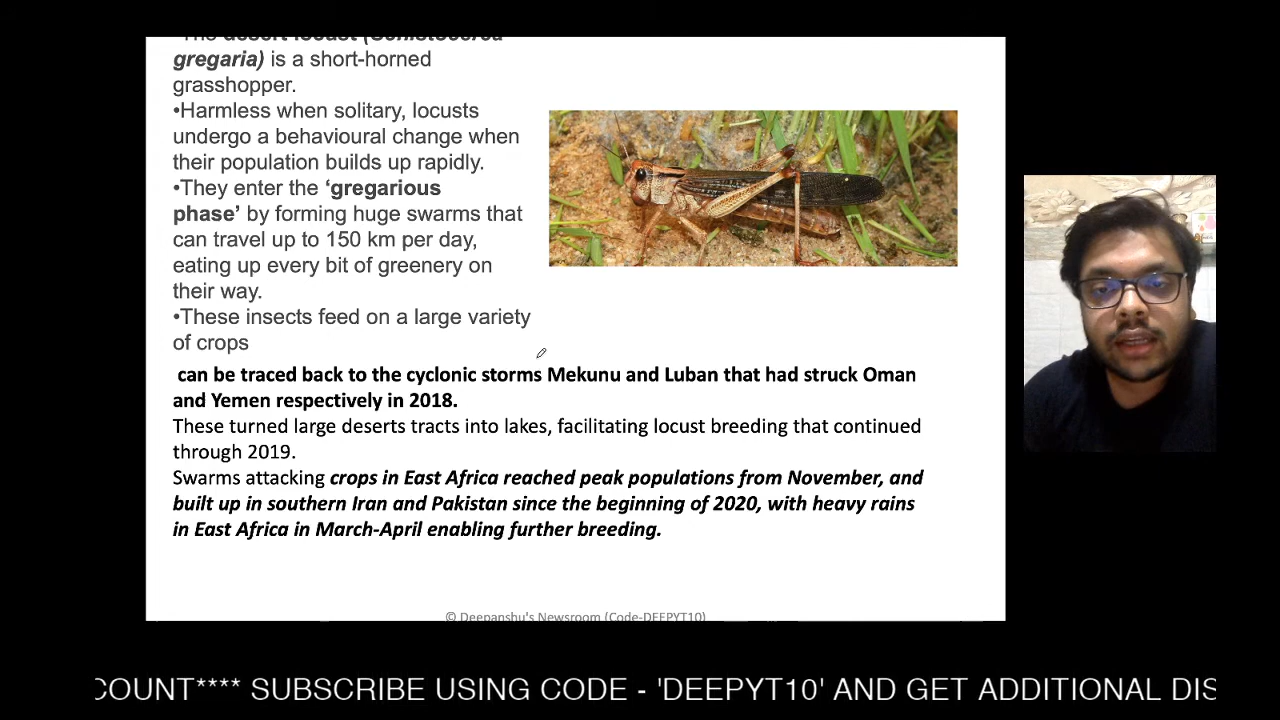 The desert locust (Schistocerca
gregaria) is a short-horned
grasshopper.
•Harmless when solitary, locusts
undergo a behavioural change when
their population builds up rapidly.
•They enter the ‘gregarious
phase’ by forming huge swarms that
can travel up to 150 km per day,
eating up every bit of greenery on
their way.
•These insects feed on a large variety
of crops
can be traced back to the cyclonic storms Mekunu and Luban that had struck Oman
and Yemen respectively in 2018.
These turned large deserts tracts into lakes, facilitating locust breeding that continued
through 2019.
Swarms attacking crops in East Africa reached peak populations from November, and
built up in southern Iran and Pakistan since the beginning of 2020, with heavy rains
in East Africa in March-April enabling further breeding.
© Deepanshu's Newsroom (Code-DEEPYT10)
COUNT**** SUBSCRIBE USING CODE - 'DEEPYT10' AND GET ADDITIONAL DIS